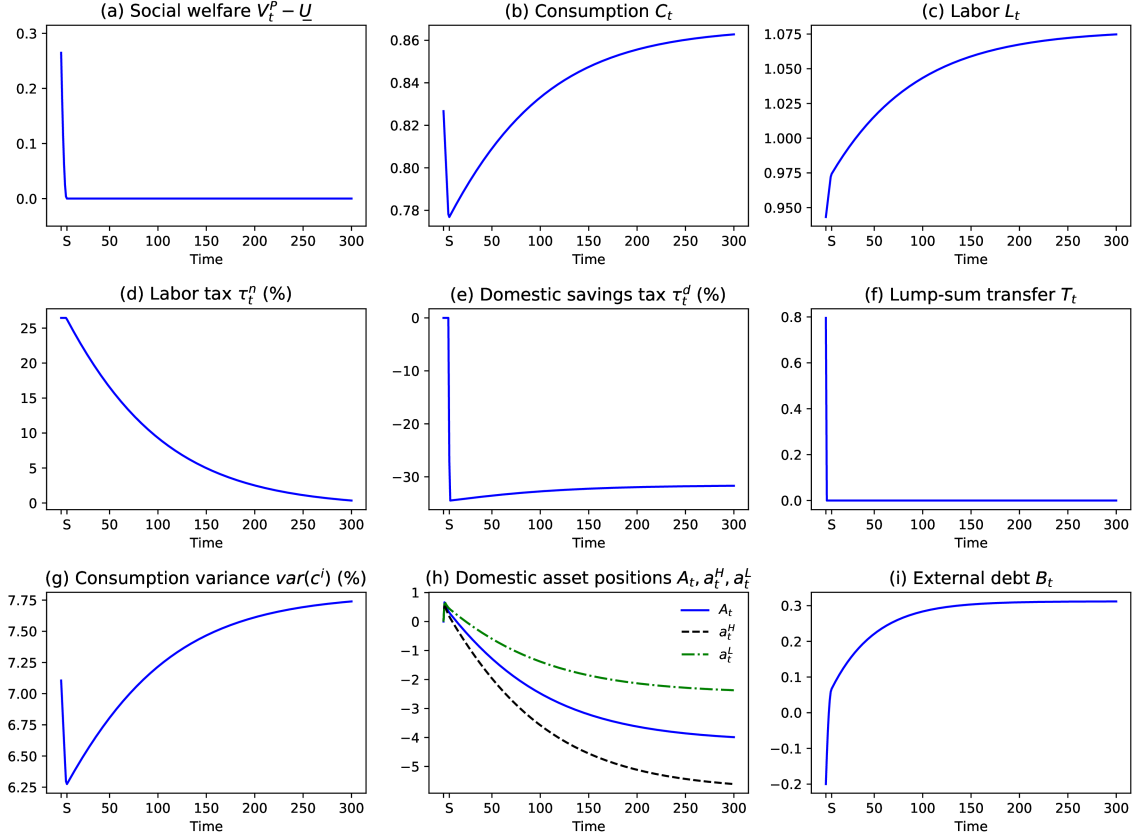 (a) Social welfare $V_t^P - \underline{U}$
0.3
0.2
0.1
0.0
S 50 100 150 200 250 300
Time
(b) Consumption $C_t$
0.86
0.84
0.82
0.80
0.78
S 50 100 150 200 250 300
Time
(c) Labor $L_t$
1.075
1.050
1.025
1.000
0.975
0.950
S 50 100 150 200 250 300
Time
(d) Labor tax $\tau_t^n$ (%)
25
20
15
10
5
0
S 50 100 150 200 250 300
Time
(e) Domestic savings tax $\tau_t^d$ (%)
0
−10
−20
−30
S 50 100 150 200 250 300
Time
(f) Lump-sum transfer $T_t$
0.8
0.6
0.4
0.2
0.0
S 50 100 150 200 250 300
Time
(g) Consumption variance $var(c^i)$ (%)
7.75
7.50
7.25
7.00
6.75
6.50
6.25
S 50 100 150 200 250 300
Time
(h) Domestic asset positions $A_t, a_t^H, a_t^L$
1
0
−1
−2
−3
−4
−5
$A_t$
$a_t^H$
$a_t^L$
S 50 100 150 200 250 300
Time
(i) External debt $B_t$
0.3
0.2
0.1
0.0
−0.1
−0.2
S 50 100 150 200 250 300
Time